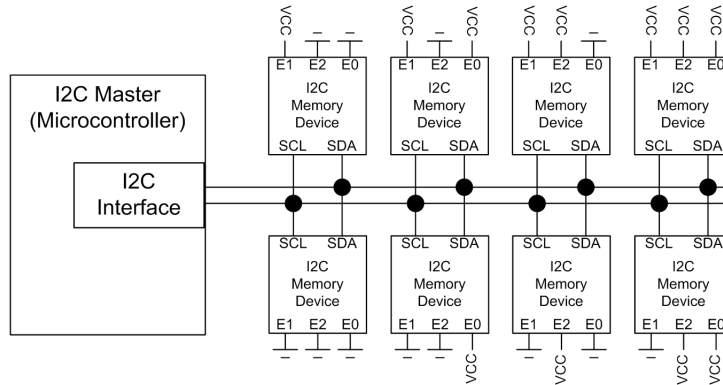 VCC VCC VCC VCC VCC VCC VCC VCC
E1 E2 E0 E1 E2 E0 E1 E2 E0 E1 E2 E0
I2C Master
(Microcontroller)
I2C
Memory
Device
SCL SDA
I2C
Memory
Device
SCL SDA
I2C
Memory
Device
SCL SDA
I2C
Memory
Device
SCL SDA
I2C
Interface
SCL SDA
I2C
Memory
Device
E1 E2 E0
SCL SDA
I2C
Memory
Device
E1 E2 E0
VCC
SCL SDA
I2C
Memory
Device
E1 E2 E0
VCC
SCL SDA
I2C
Memory
Device
E1 E2 E0
VCC VCC